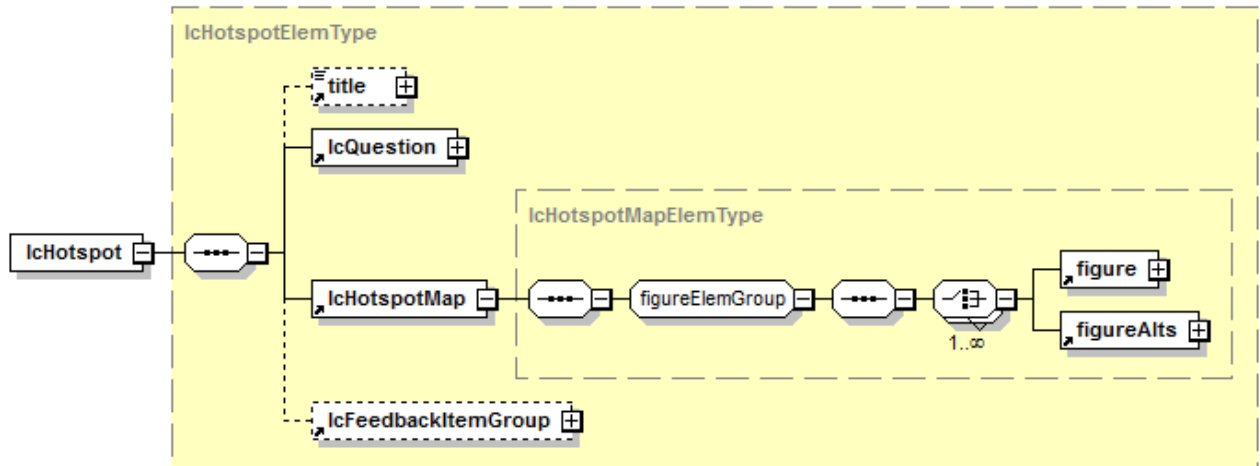 lcHotspotElemType
title
lcQuestion
lcHotspotMapElemType
lcHotspot
lcHotspotMap
figureElemGroup
1..∞
figure
figureAlts
lcFeedbackItemGroup